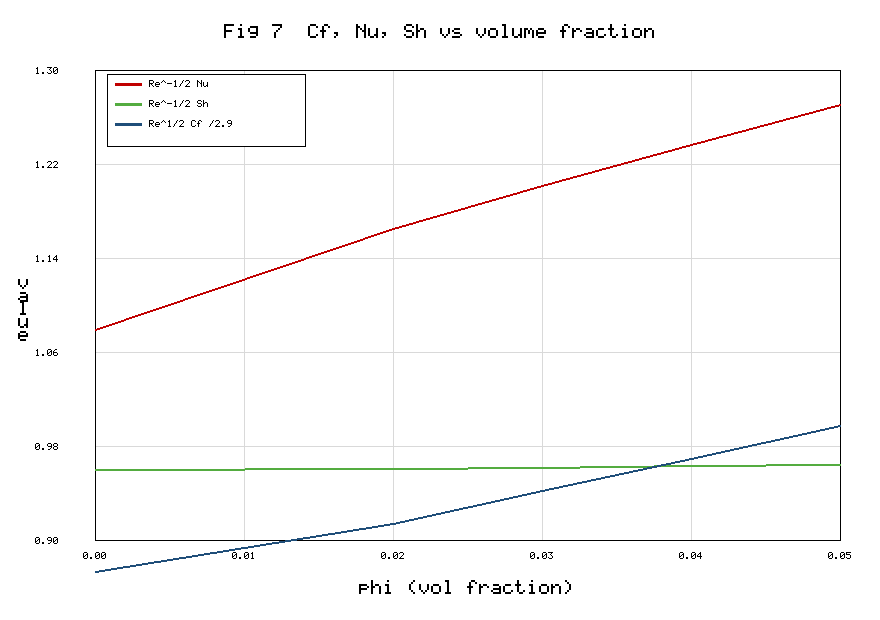 Fig 7  Cf, Nu, Sh vs volume fraction
1.30
Re^-1/2 Nu
Re^-1/2 Sh
Re^1/2 Cf /2.9
1.22
1.14
Value
1.06
0.98
0.90
0.00 0.01 0.02 0.03 0.04 0.05
phi (vol fraction)